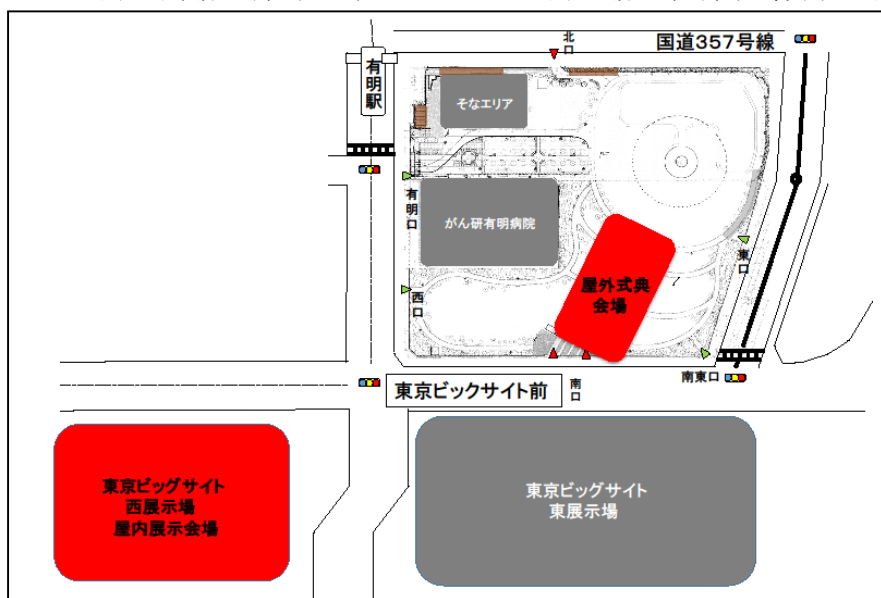 北口
国道357号線
有明駅
そなエリア
有明口
がん研有明病院
東口
屋外式典
会場
西口
南東口
東京ビックサイト前
南口
東京ビッグサイト
西展示場
屋内展示会場
東京ビッグサイト
東展示場